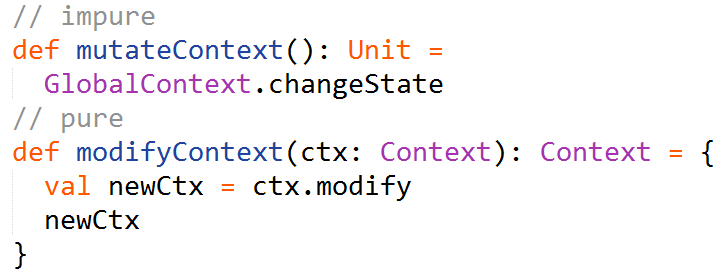 // impure
def mutateContext(): Unit =
  GlobalContext.changeState
// pure
def modifyContext(ctx: Context): Context = {
  val newCtx = ctx.modify
  newCtx
}